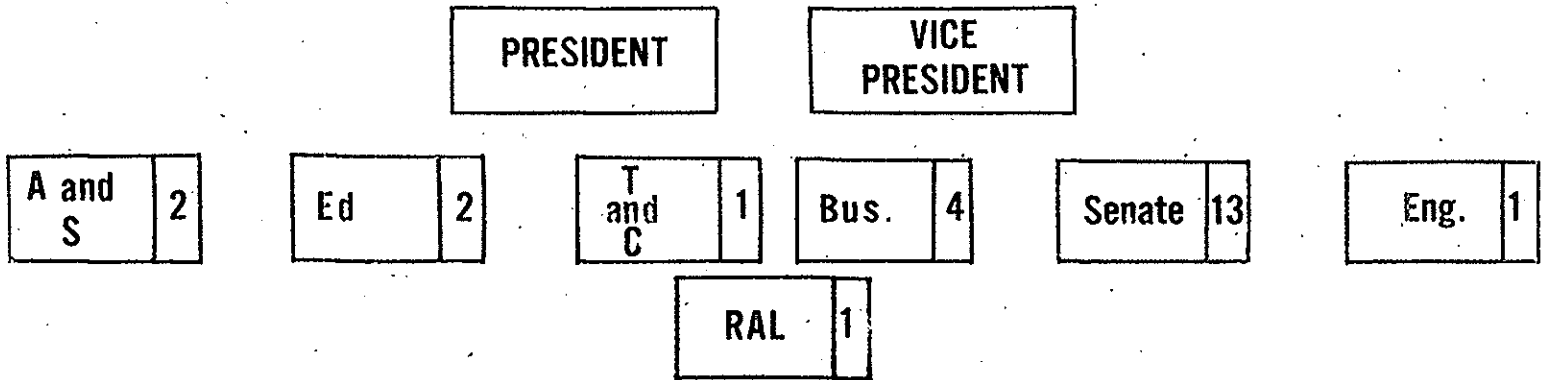 PRESIDENT
VICE
PRESIDENT
A and
S
2
Ed
2
T
and
C
1
Bus.
4
Senate
13
Eng.
1
RAL
1